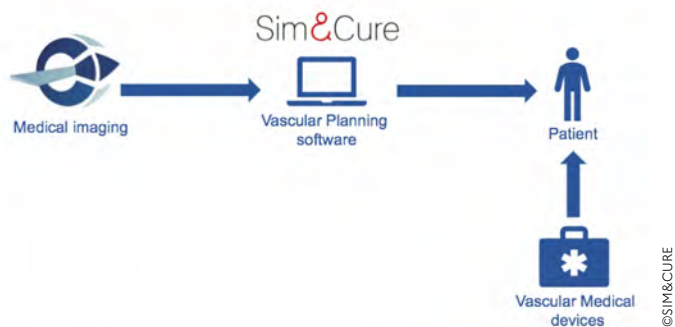 Sim&Cure
Medical imaging
Vascular Planning
software
Patient
Vascular Medical
devices
©SIM&CURE